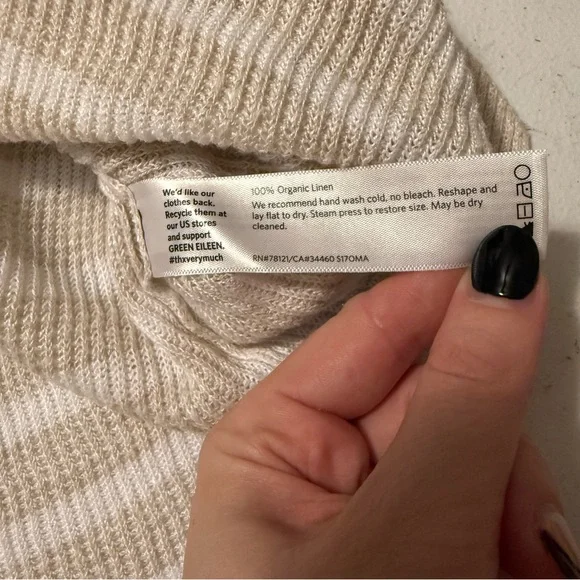 We'd like our
clothes back.
Recycle them at
our US stores
and support
GREEN EILEEN.
#thxverymuch
100% Organic Linen
We recommend hand wash cold, no bleach. Reshape and
lay flat to dry. Steam press to restore size. May be dry
cleaned.
RN#78121/CA#34460 S17OMA